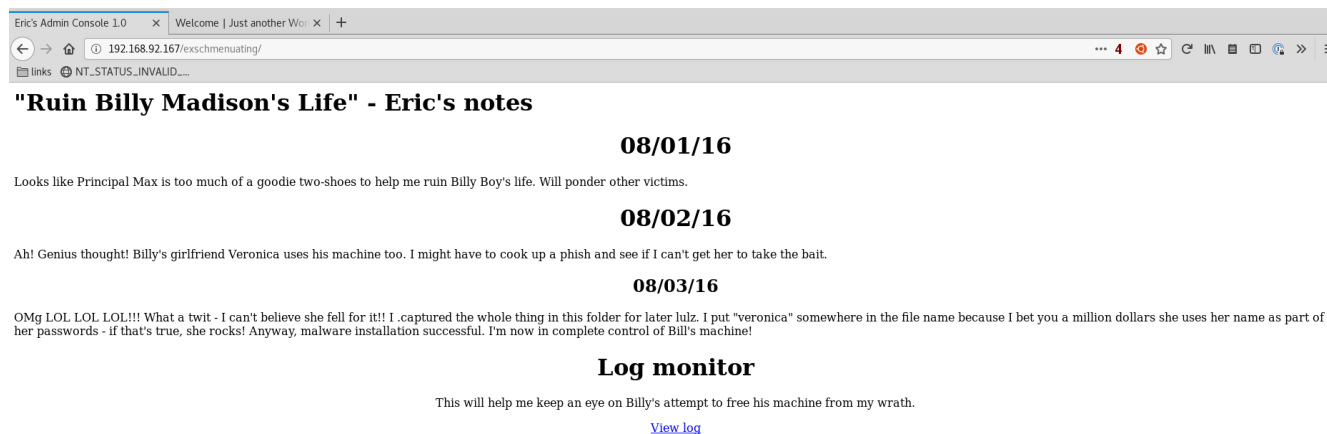 Eric's Admin Console 1.0
Welcome | Just another Wor
192.168.92.167/exschmenuating/
4
links
NT_STATUS_INVALID_...
"Ruin Billy Madison's Life" - Eric's notes
08/01/16
Looks like Principal Max is too much of a goodie two-shoes to help me ruin Billy Boy's life. Will ponder other victims.
08/02/16
Ah! Genius thought! Billy's girlfriend Veronica uses his machine too. I might have to cook up a phish and see if I can't get her to take the bait.
08/03/16
OMg LOL LOL LOL!!! What a twit - I can't believe she fell for it!! I .captured the whole thing in this folder for later lulz. I put "veronica" somewhere in the file name because I bet you a million dollars she uses her name as part of
her passwords - if that's true, she rocks! Anyway, malware installation successful. I'm now in complete control of Bill's machine!
Log monitor
This will help me keep an eye on Billy's attempt to free his machine from my wrath.
View log